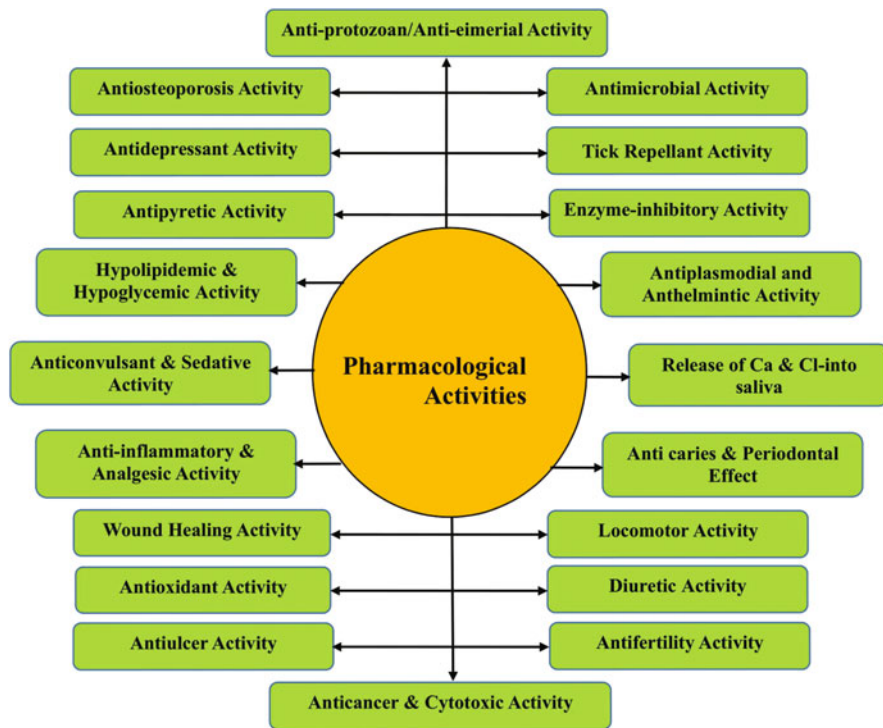 Anti-protozoan/Anti-eimerial Activity
Antiosteoporosis Activity
Antimicrobial Activity
Antidepressant Activity
Tick Repellant Activity
Antipyretic Activity
Enzyme-inhibitory Activity
Hypolipidemic &
Hypoglycemic Activity
Antiplasmodial and
Anthelmintic Activity
Anticonvulsant & Sedative
Activity
Pharmacological
Activities
Release of Ca & Cl-into
saliva
Anti-inflammatory &
Analgesic Activity
Anti caries & Periodontal
Effect
Wound Healing Activity
Locomotor Activity
Antioxidant Activity
Diuretic Activity
Antiulcer Activity
Antifertility Activity
Anticancer & Cytotoxic Activity